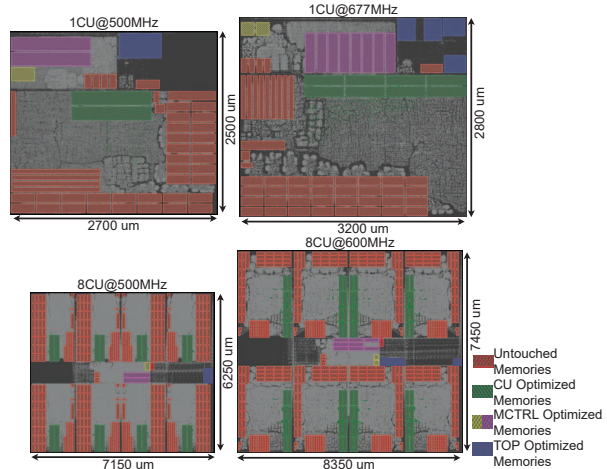 1CU@500MHz
1CU@677MHz
2500 um
2800 um
2700 um
3200 um
8CU@500MHz
8CU@600MHz
6250 um
7450 um
7150 um
8350 um
Untouched
Memories
CU Optimized
Memories
MCTRL Optimized
Memories
TOP Optimized
Memories